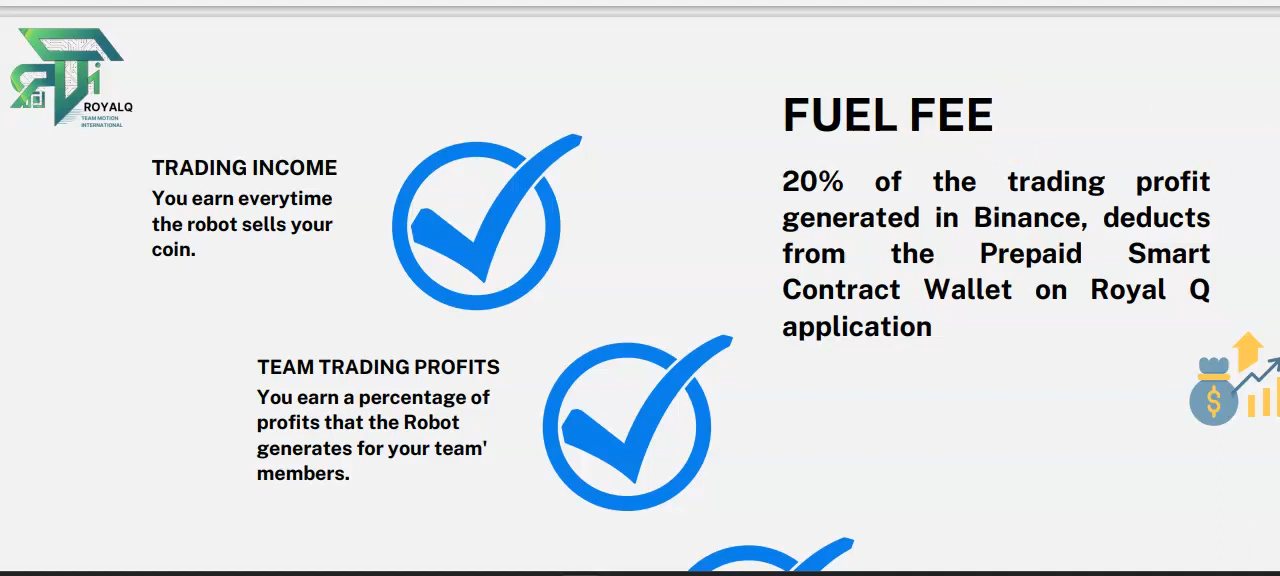 ROYALQ
TEAM MOTION
INTERNATIONAL
TRADING INCOME
You earn everytime
the robot sells your
coin.
TEAM TRADING PROFITS
You earn a percentage of
profits that the Robot
generates for your team'
members.
FUEL FEE
20% of the trading profit
generated in Binance, deducts
from the Prepaid Smart
Contract Wallet on Royal Q
application